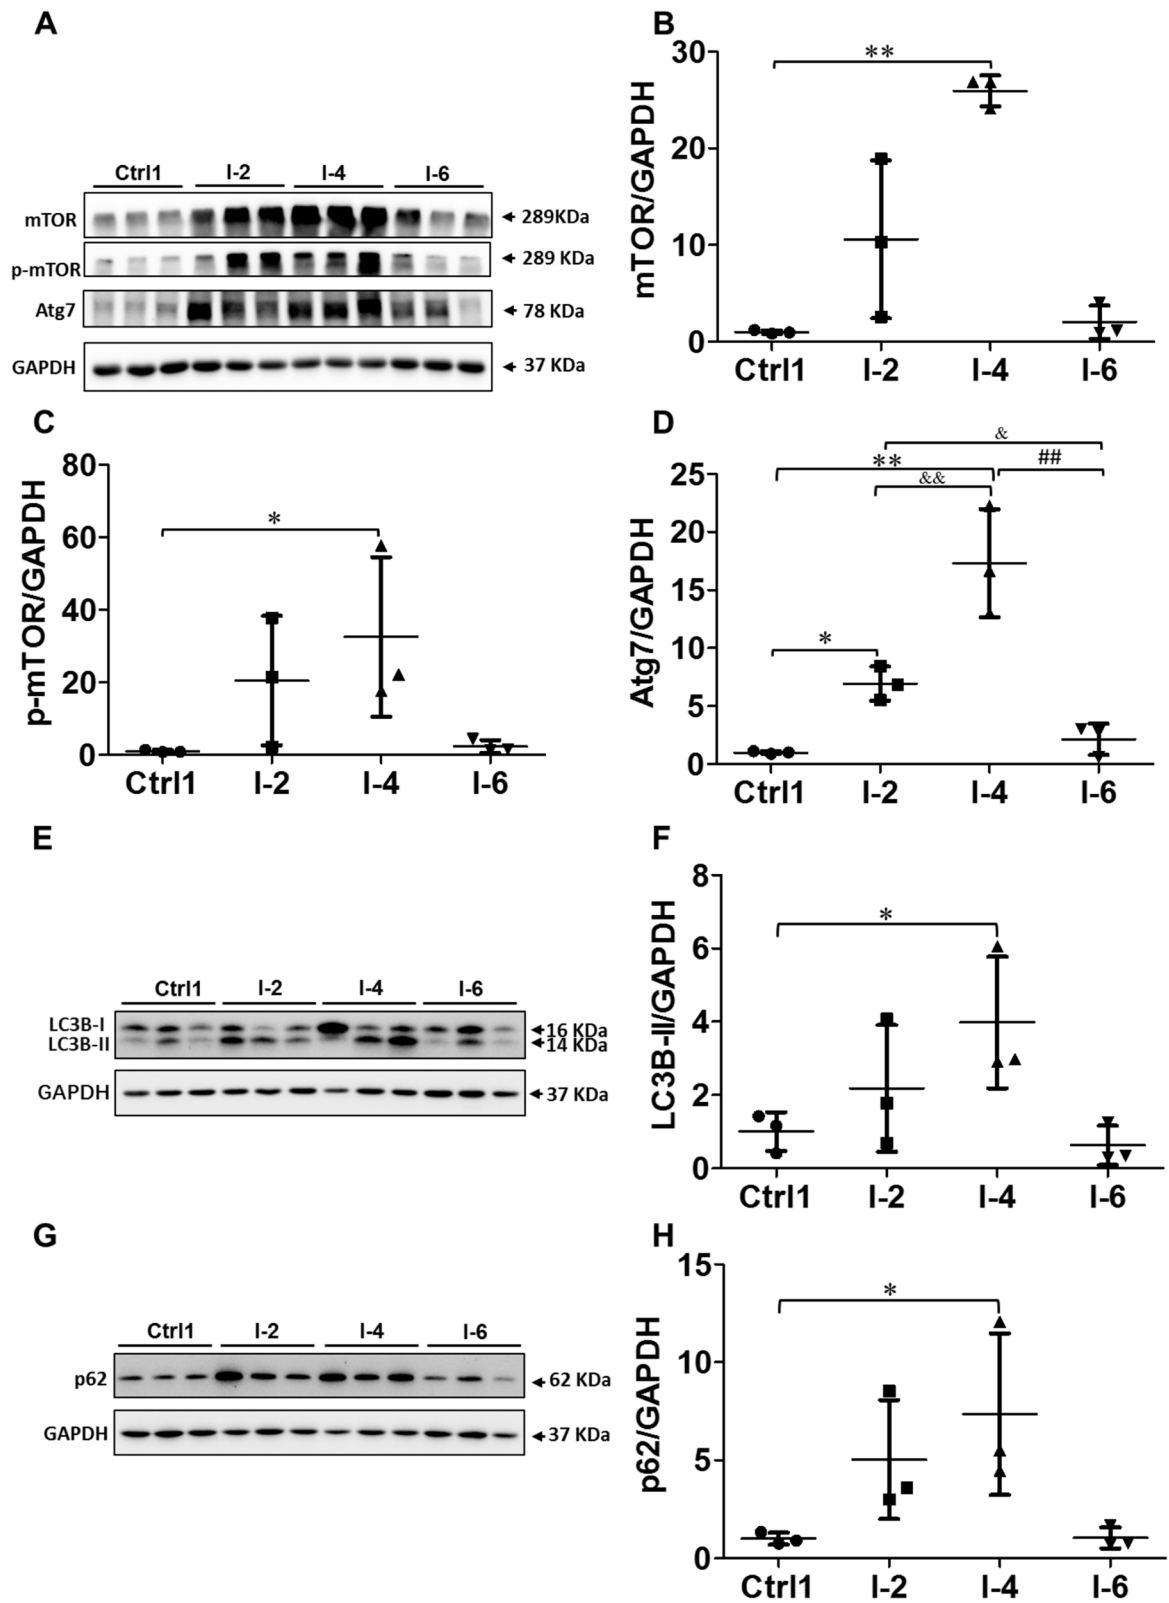 A
Ctrl1 I-2 I-4 I-6
mTOR 289KDa
p-mTOR 289 KDa
Atg7 78 KDa
GAPDH 37 KDa
B
mTOR/GAPDH
30
20
10
0
**
Ctrl1 I-2 I-4 I-6
C
p-mTOR/GAPDH
80
60
40
20
0
*
Ctrl1 I-2 I-4 I-6
D
Atg7/GAPDH
25
20
15
10
5
0
&
** ##
&&
*
Ctrl1 I-2 I-4 I-6
E
Ctrl1 I-2 I-4 I-6
LC3B-I 16 KDa
LC3B-II 14 KDa
GAPDH 37 KDa
F
LC3B-II/GAPDH
8
6
4
2
0
*
Ctrl1 I-2 I-4 I-6
G
Ctrl1 I-2 I-4 I-6
p62 62 KDa
GAPDH 37 KDa
H
p62/GAPDH
15
10
5
0
*
Ctrl1 I-2 I-4 I-6